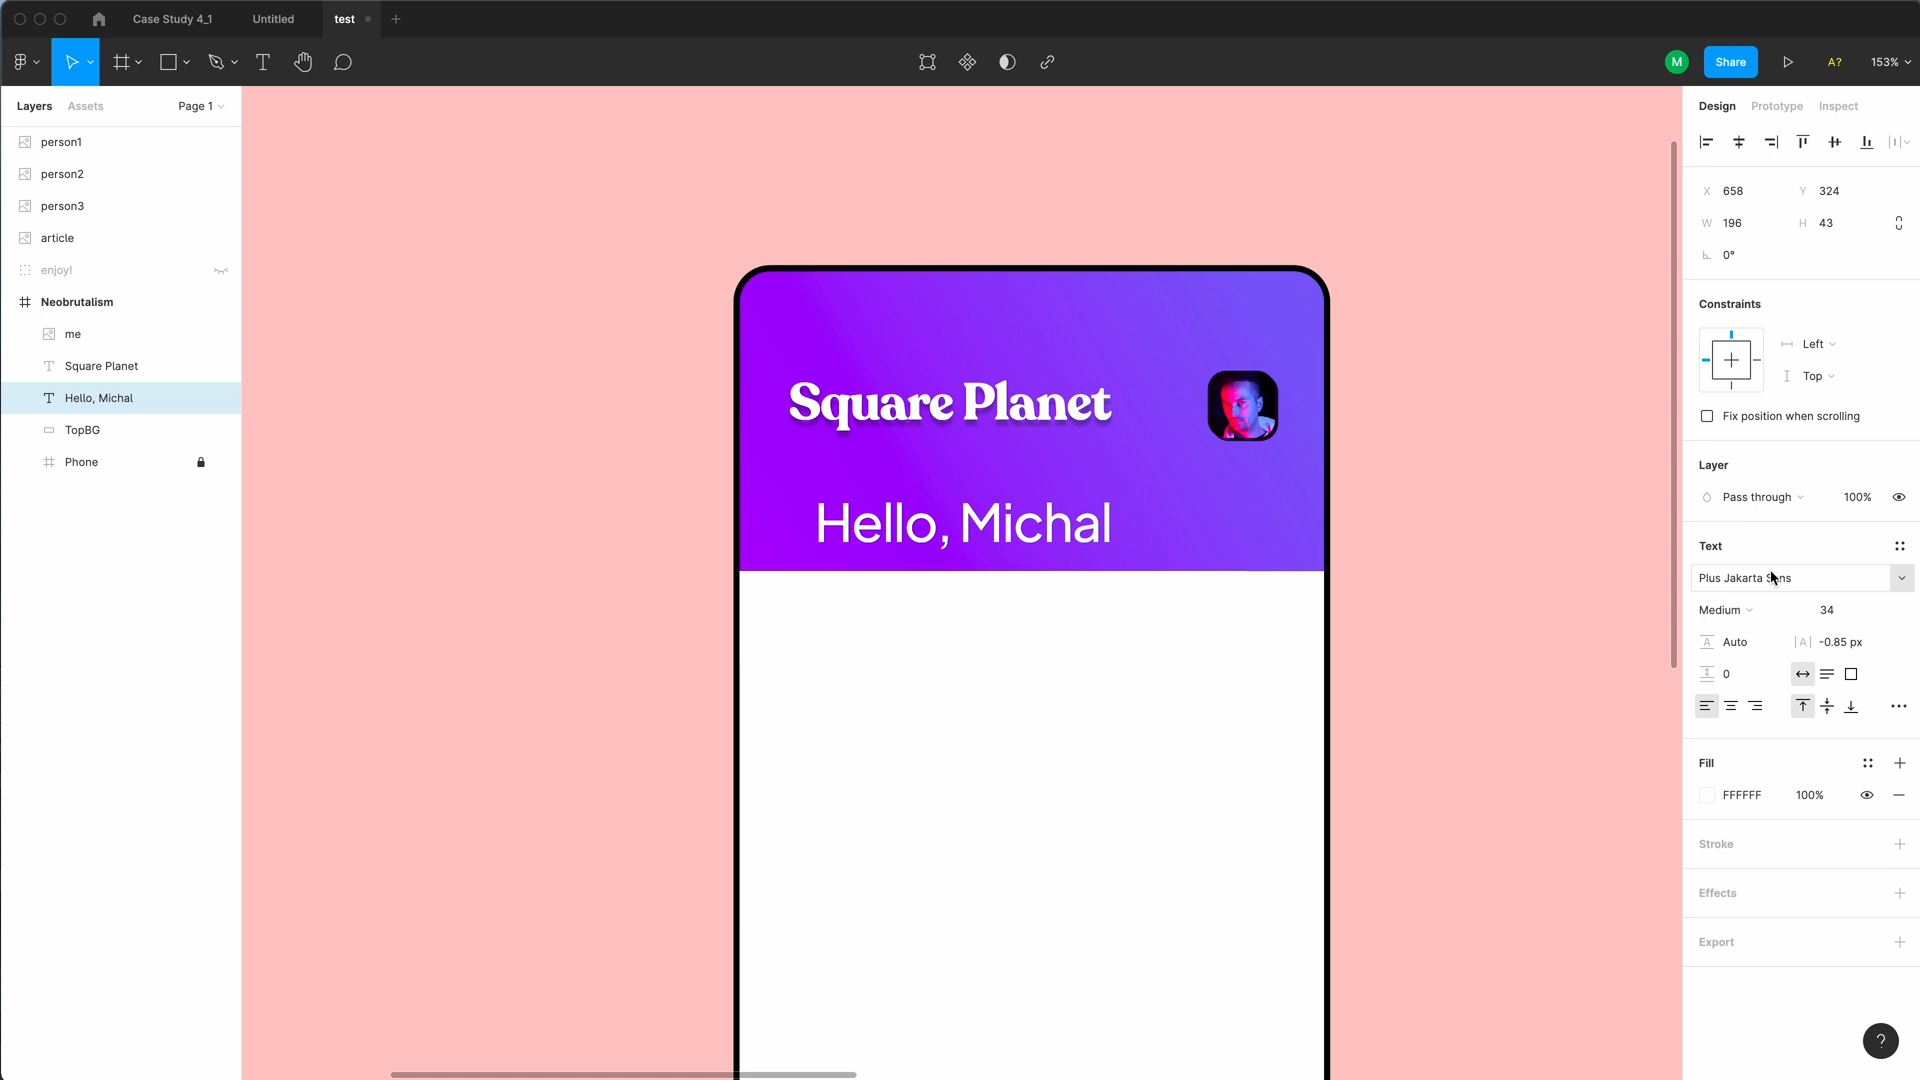 Case Study 4_1
Untitled
test
M
Share
A?
153%
Layers
Assets
Page 1
person1
person2
person3
article
enjoy!
Neobrutalism
me
Square Planet
Hello, Michal
TopBG
Phone
Square Planet
Hello, Michal
Design
Prototype
Inspect
X 658
Y 324
W 196
H 43
0°
Constraints
Left
Top
Fix position when scrolling
Layer
Pass through
100%
Text
Plus Jakarta Sans
Medium
34
A Auto
|A| -0.85 px
0
Fill
FFFFFF
100%
Stroke
Effects
Export
?